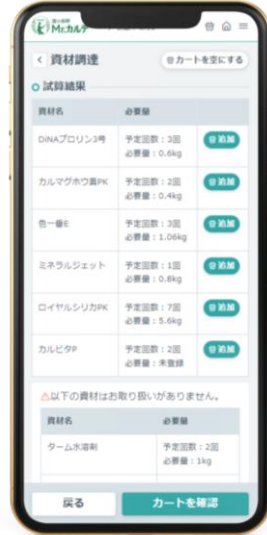 Mr.カルテ
資材調達
カートを空にする
試算結果
資材名 必要量
DiNAプロリン3号 予定回数：3回 追加
必要量：0.6kg
カルマグホウ素PK 予定回数：2回 追加
必要量：0.4kg
色一番E 予定回数：3回 追加
必要量：1.06kg
ミネラルジェット 予定回数：1回 追加
必要量：0.8kg
ロイヤルシリカPK 予定回数：7回 追加
必要量：5.6kg
カルビタP 予定回数：2回 追加
必要量：未登録
以下の資材はお取り扱いがありません。
資材名 必要量
ターム水溶剤 予定回数：2回
必要量：1kg
戻る カートを確認